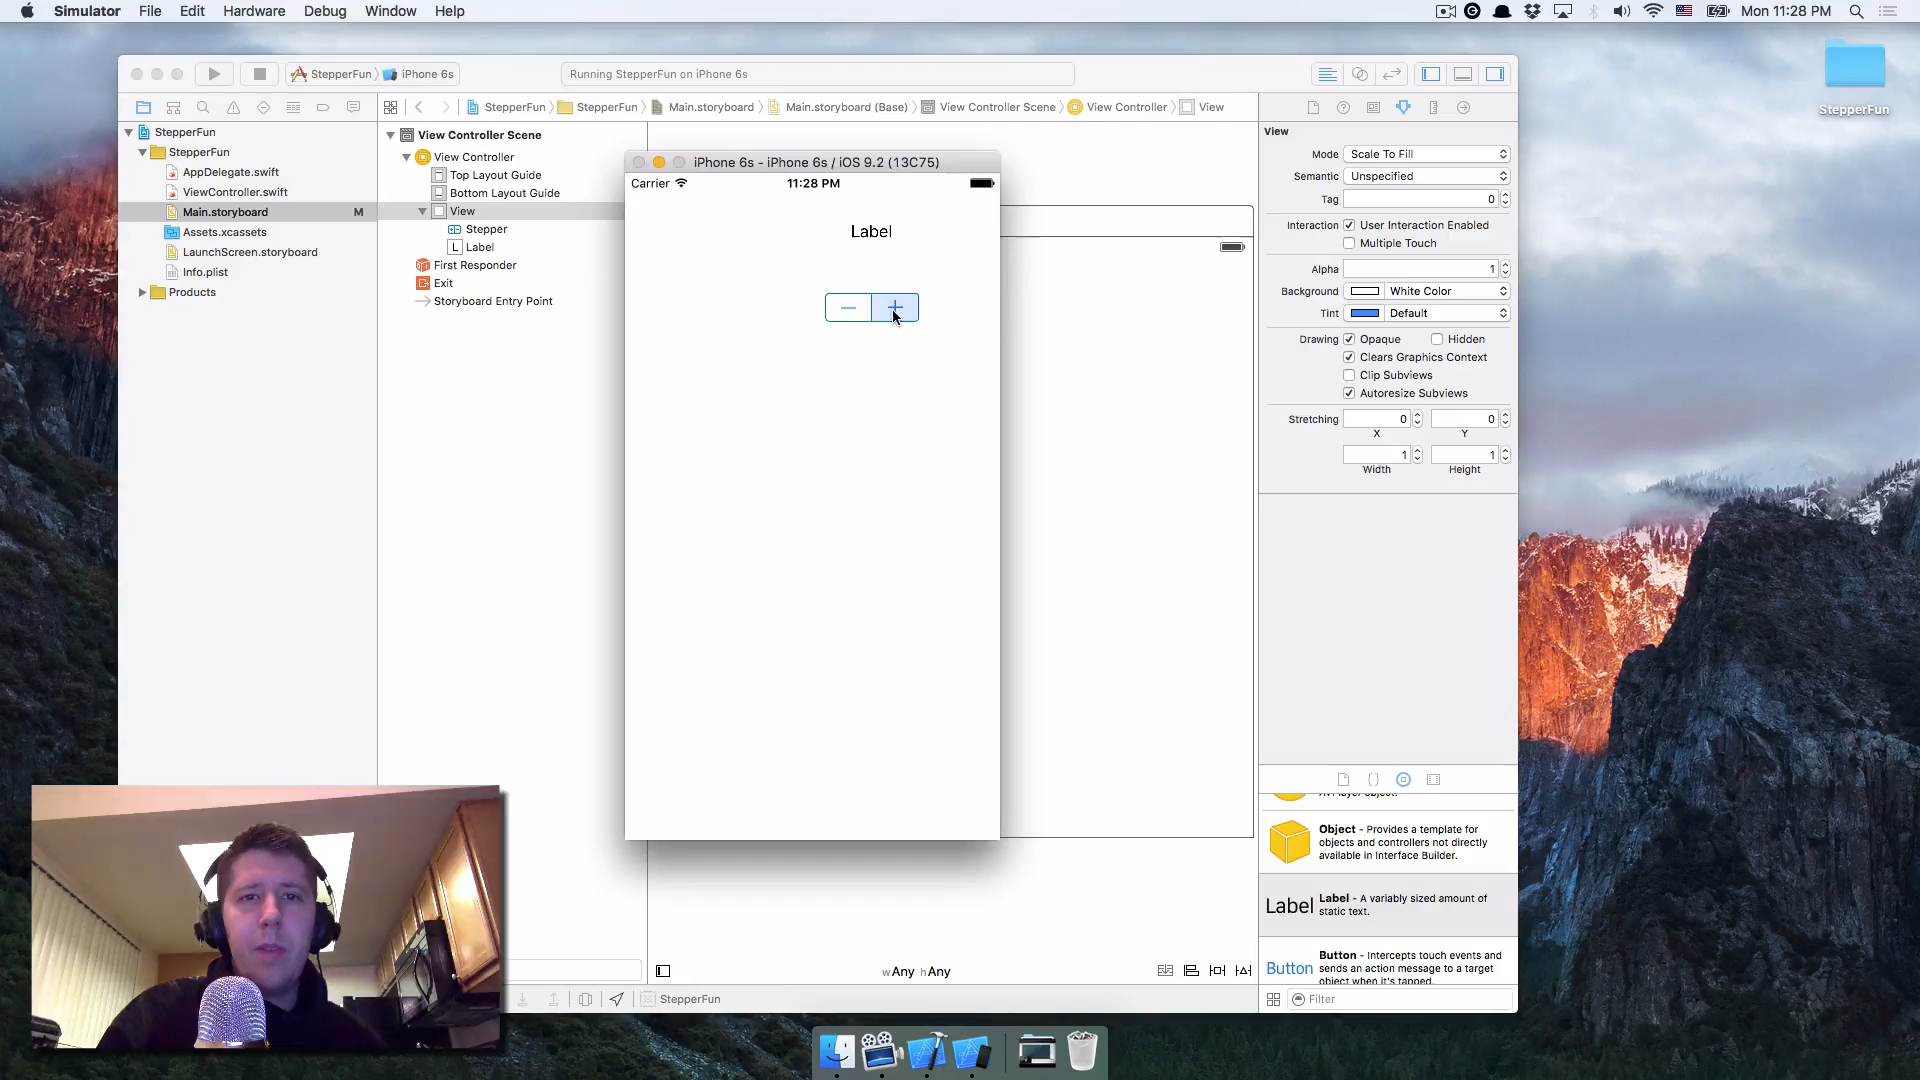 Simulator File Edit Hardware Debug Window Help
Mon 11:28 PM
StepperFun
StepperFun iPhone 6s
Running StepperFun on iPhone 6s
StepperFun StepperFun Main.storyboard Main.storyboard (Base) View Controller Scene View Controller View
StepperFun
StepperFun
AppDelegate.swift
ViewController.swift
Main.storyboard M
Assets.xcassets
LaunchScreen.storyboard
Info.plist
Products
View Controller Scene
View Controller
Top Layout Guide
Bottom Layout Guide
View
Stepper
L Label
First Responder
Exit
Storyboard Entry Point
iPhone 6s - iPhone 6s / iOS 9.2 (13C75)
Carrier 11:28 PM
Label
View
Mode Scale To Fill
Semantic Unspecified
Tag 0
Interaction User Interaction Enabled
Multiple Touch
Alpha 1
Background White Color
Tint Default
Drawing Opaque Hidden
Clears Graphics Context
Clip Subviews
Autoresize Subviews
Stretching 0 0
X Y
1 1
Width Height
Object - Provides a template for
objects and controllers not directly
available in Interface Builder.
Label Label - A variably sized amount of
static text.
Button Button - Intercepts touch events and
sends an action message to a target
object when it's tapped.
wAny hAny
StepperFun
Filter